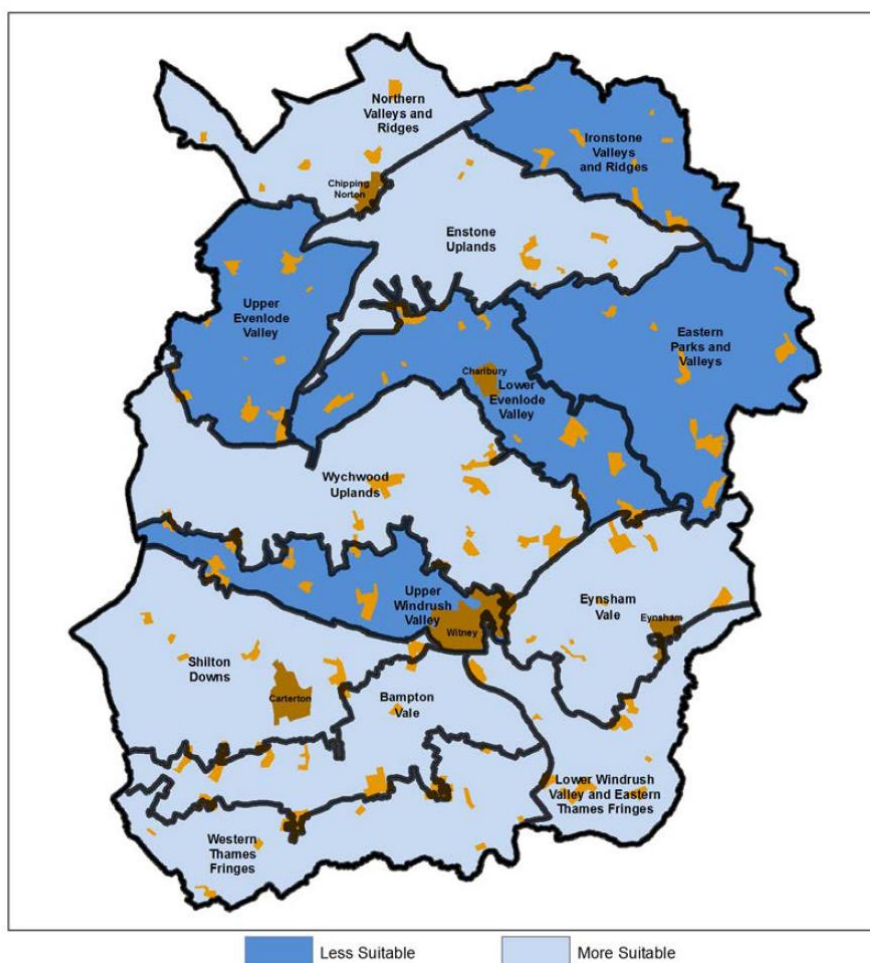 Northern
Valleys and
Ridges
Ironstone
Valleys
and Ridges
Chipping
Norton
Enstone
Uplands
Upper
Evenlode
Valley
Eastern
Parks and
Valleys
Charlbury
Lower
Evenlode
Valley
Wychwood
Uplands
Upper
Windrush
Valley
Eynsham
Vale
Eynsham
Witney
Shilton
Downs
Carterton
Bampton
Vale
Lower Windrush
Valley and Eastern
Thames Fringes
Western
Thames
Fringes
Less Suitable
More Suitable